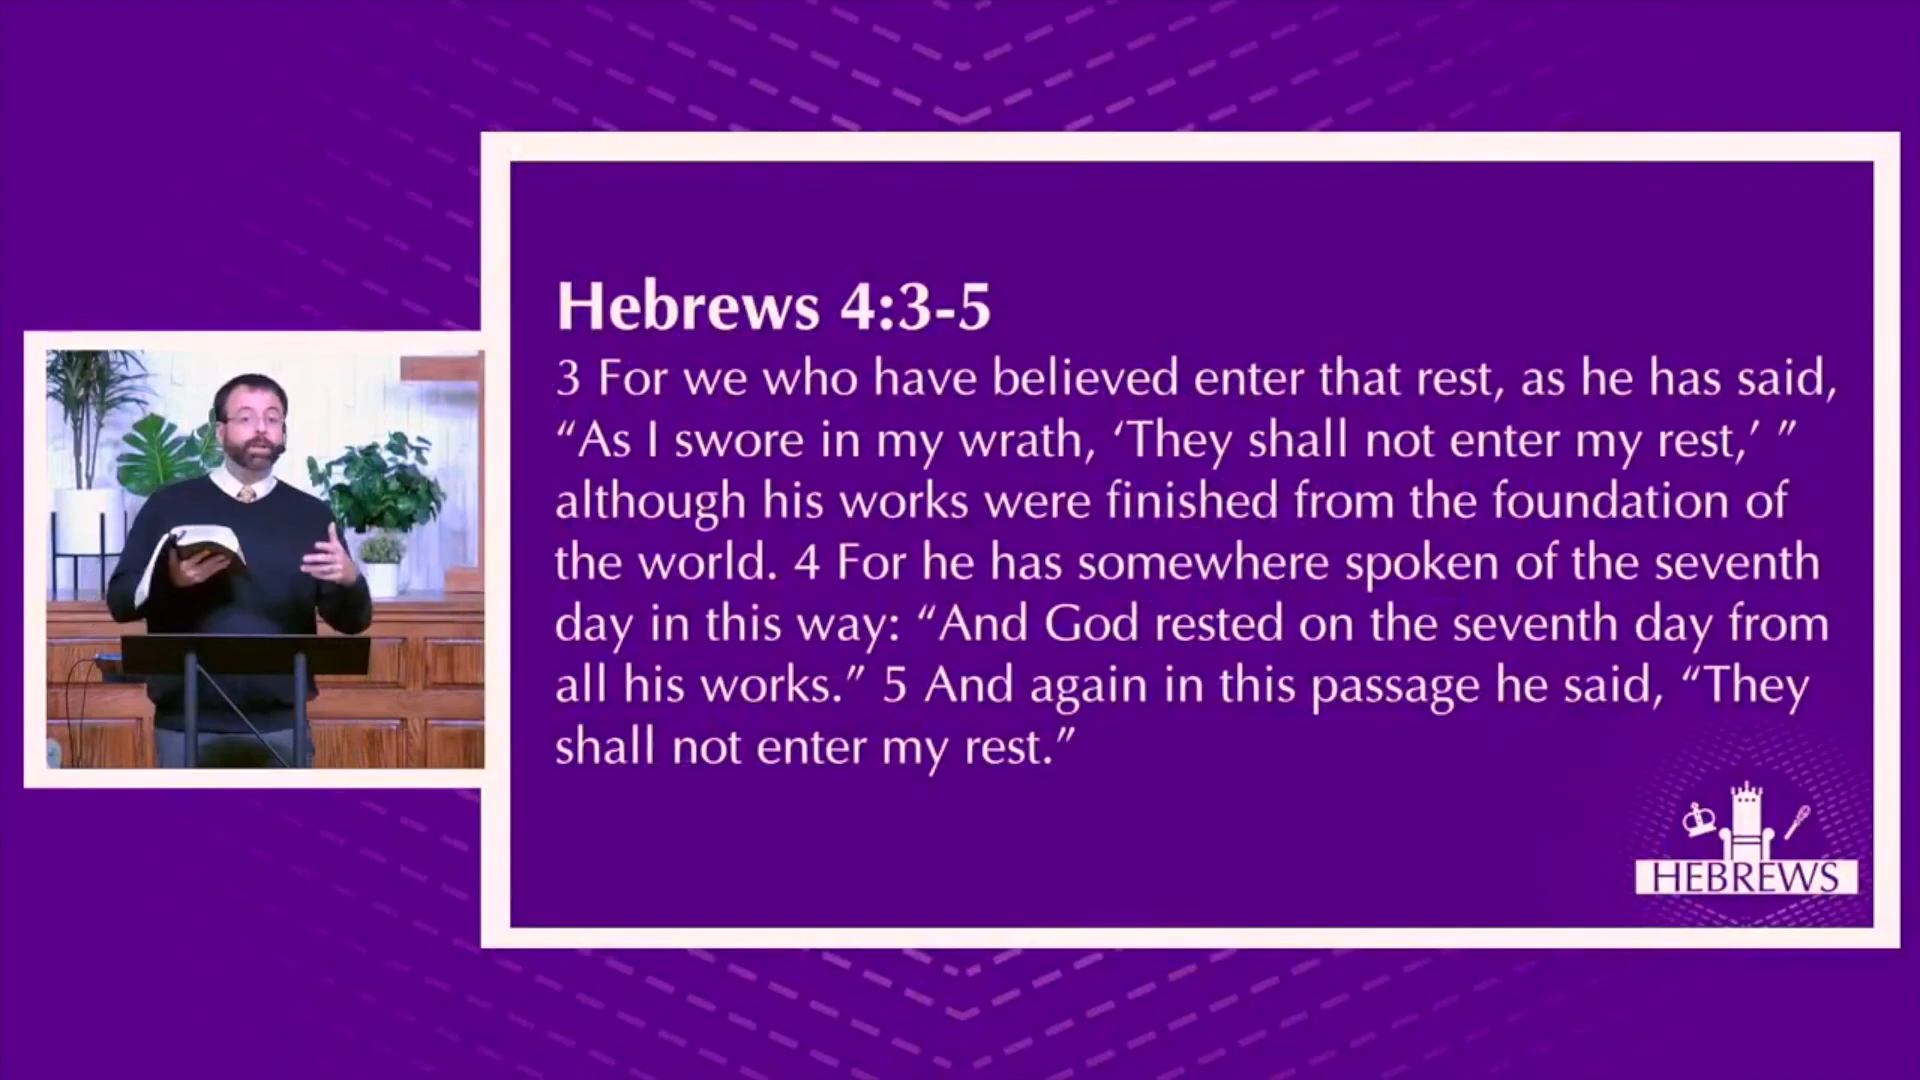 Hebrews 4:3-5
3 For we who have believed enter that rest, as he has said,
“As I swore in my wrath, ‘They shall not enter my rest,’ ”
although his works were finished from the foundation of
the world. 4 For he has somewhere spoken of the seventh
day in this way: “And God rested on the seventh day from
all his works.” 5 And again in this passage he said, “They
shall not enter my rest.”
HEBREWS